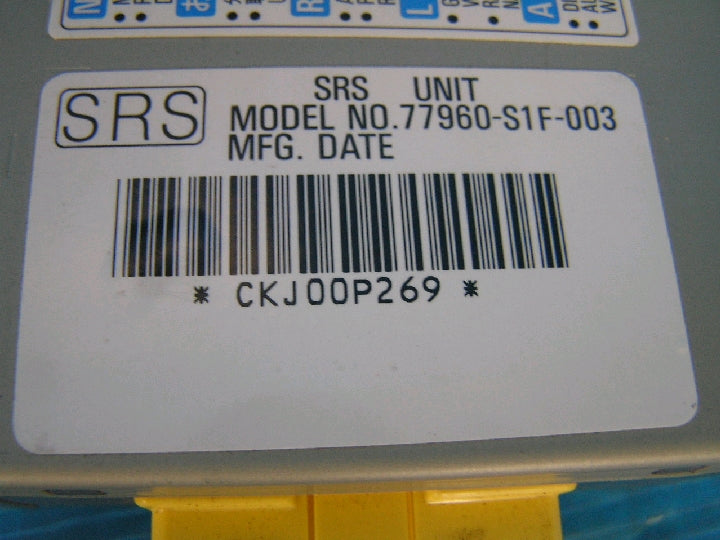 SRS
SRS UNIT
MODEL NO.77960-S1F-003
MFG. DATE
* CKJ00P269 *